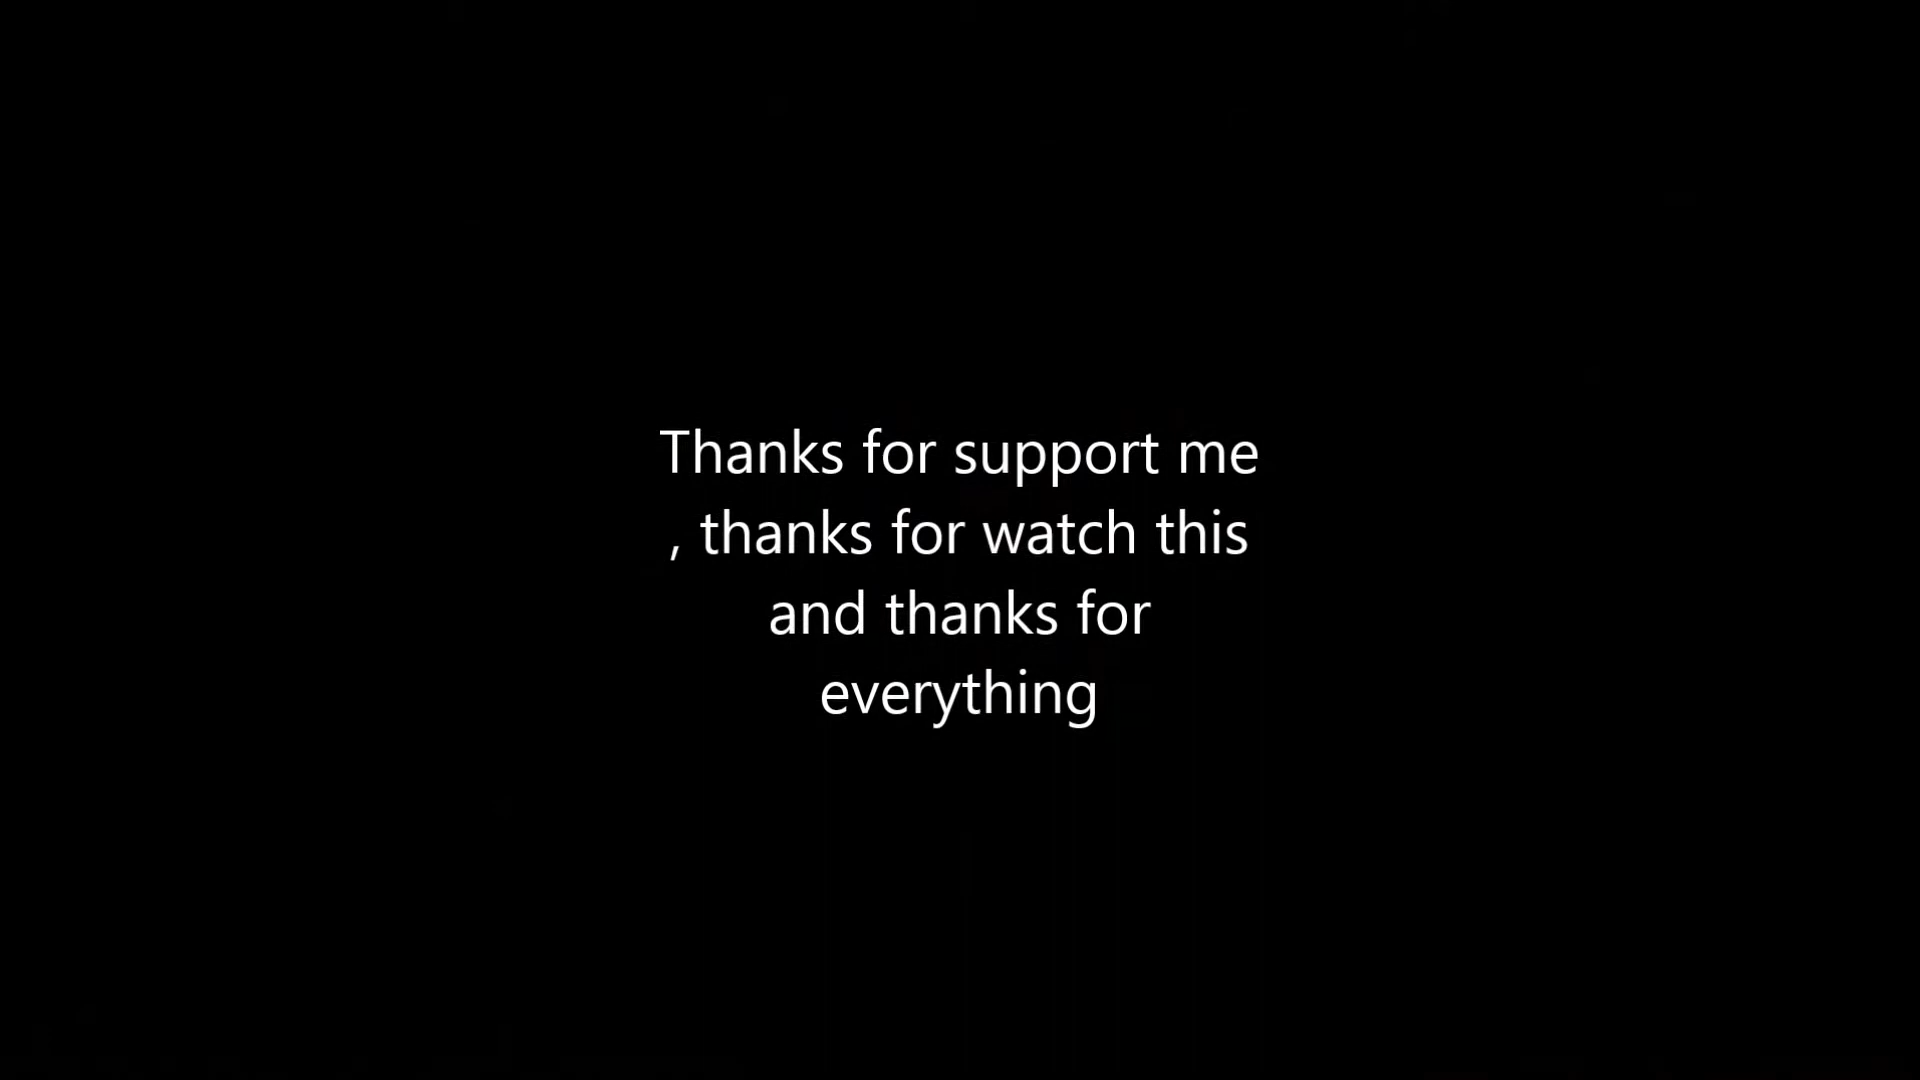 Thanks for support me
, thanks for watch this
and thanks for
everything